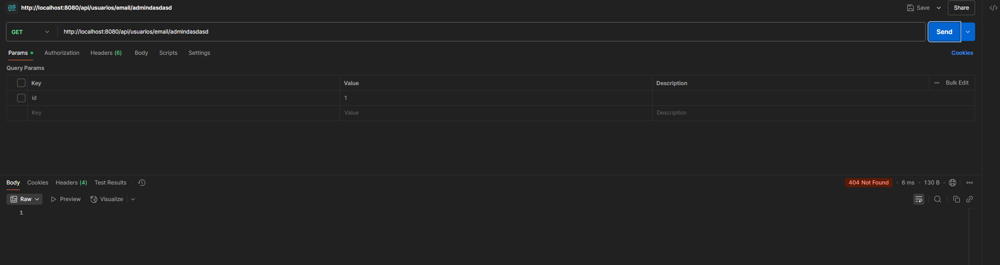 HTTP http://localhost:8080/api/usuarios/email/admindasdasd Save Share
GET http://localhost:8080/api/usuarios/email/admindasdasd Send
Params Authorization Headers (6) Body Scripts Settings Cookies
Query Params
Key Value Description Bulk Edit
id 1
Key Value Description
Body Cookies Headers (4) Test Results 404 Not Found • 6 ms • 130 B •
Raw Preview Visualize
1